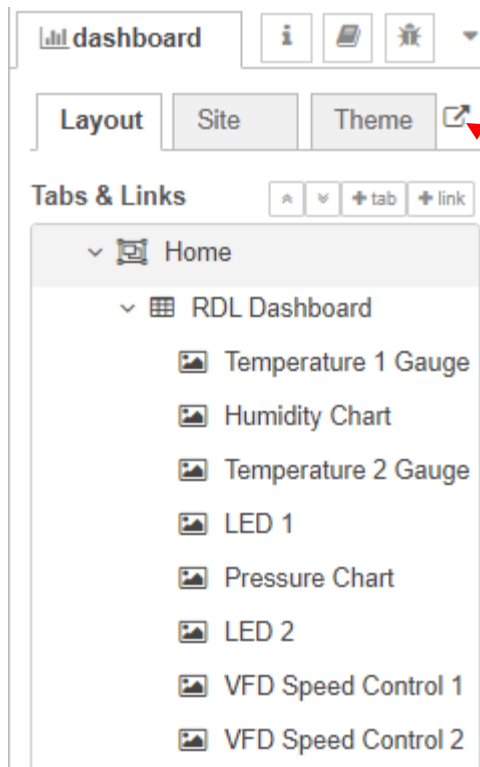 dashboard i
Layout Site Theme
Tabs & Links +tab +link
Home
RDL Dashboard
Temperature 1 Gauge
Humidity Chart
Temperature 2 Gauge
LED 1
Pressure Chart
LED 2
VFD Speed Control 1
VFD Speed Control 2